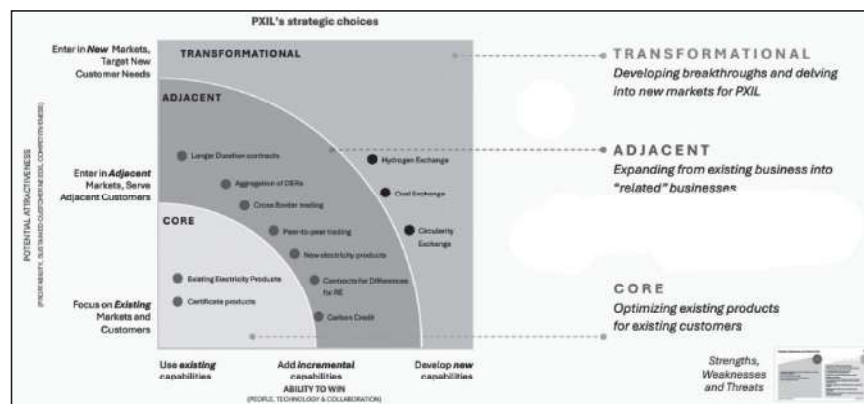 PXIL's strategic choices
Enter in New Markets,
Target New
Customer Needs
TRANSFORMATIONAL
ADJACENT
Longer Duration contracts
Hydrogen Exchange
Enter in Adjacent
Markets, Serve
Adjacent Customers
Aggregation of DERs
Coal Exchange
Cross Border trading
CORE
Peer-to-peer trading
Circularity
Exchange
New electricity products
Existing Electricity Products
Contracts for Differences
for RE
Certificate products
Carbon Credit
Focus on Existing
Markets and
Customers
POTENTIAL ATTRACTIVENESS
Use existing
capabilities
Add incremental
capabilities
Develop new
capabilities
ABILITY TO WIN
(PEOPLE, TECHNOLOGY & COLLABORATION)
TRANSFORMATIONAL
Developing breakthroughs and delving
into new markets for PXIL
ADJACENT
Expanding from existing business into
"related" businesses
CORE
Optimizing existing products
for existing customers
Strengths,
Weaknesses
and Threats